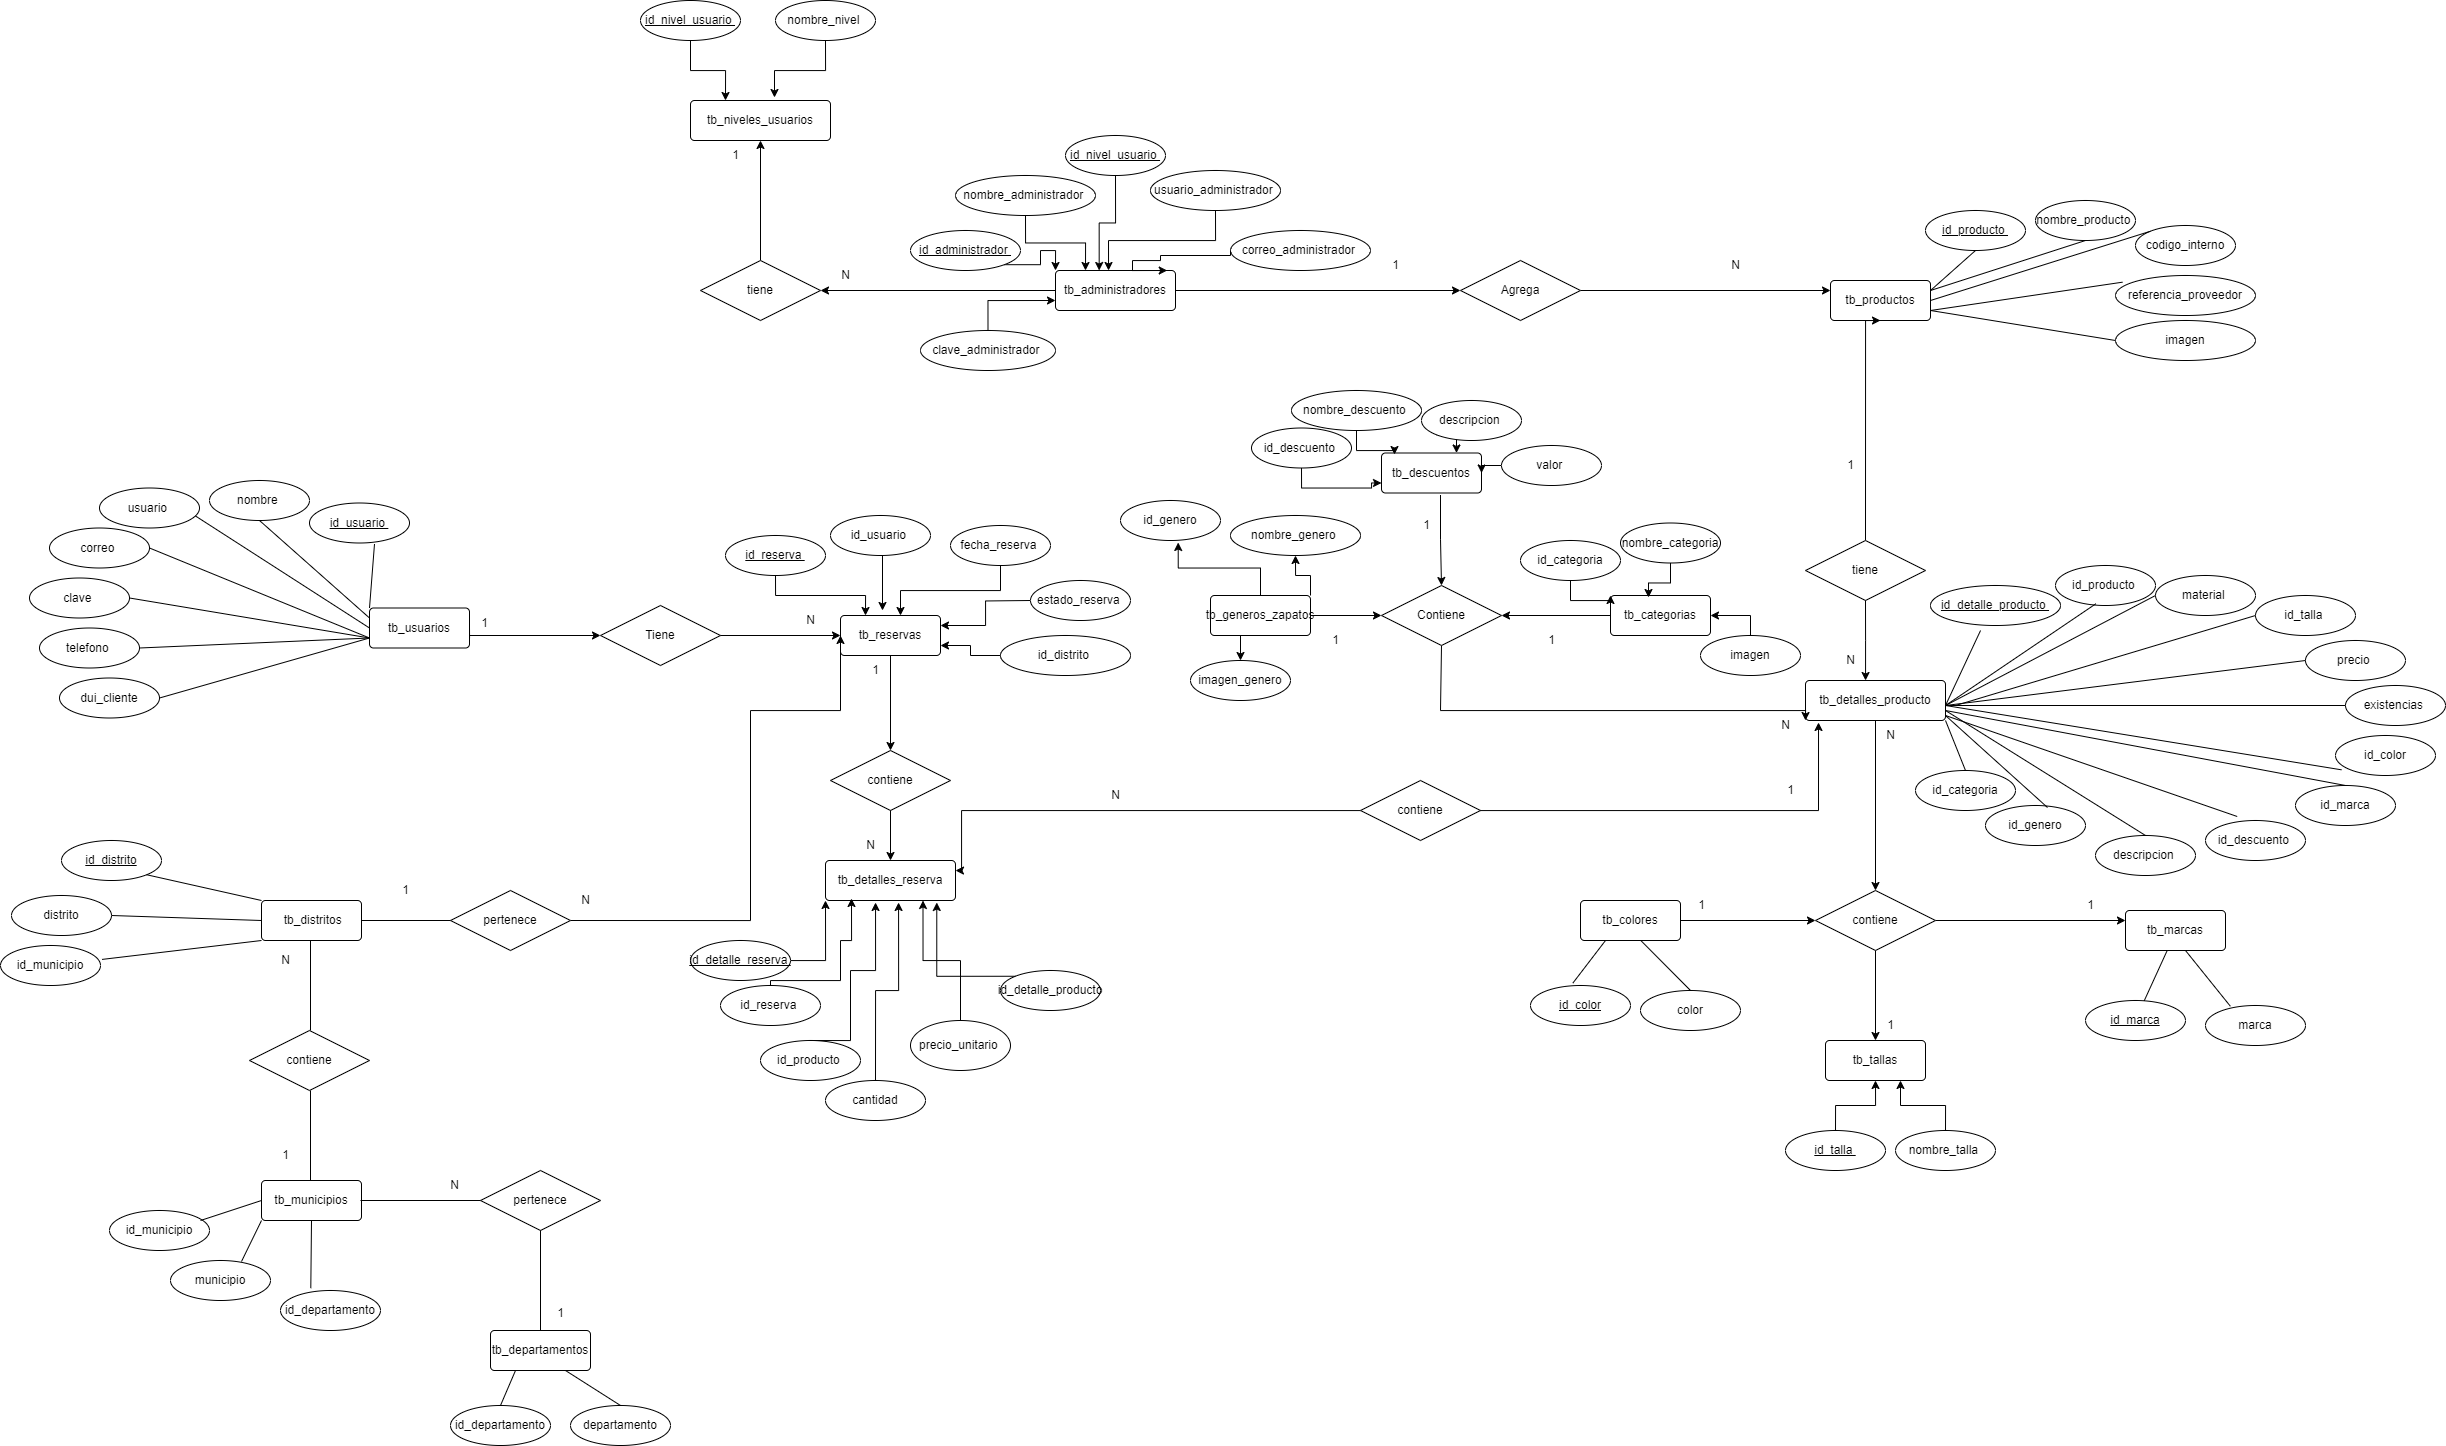 id_nivel_usuario
nombre_nivel
tb_niveles_usuarios
1
id_nivel_usuario
nombre_administrador
usuario_administrador
id_administrador
correo_administrador
tiene
N
tb_administradores
1
Agrega
N
clave_administrador
id_producto
nombre_producto
codigo_interno
tb_productos
referencia_proveedor
imagen
1
tiene
N
nombre_descuento
descripcion
id_descuento
tb_descuentos
valor
1
id_genero
nombre_genero
tb_generos_zapatos
1
imagen_genero
Contiene
id_categoria
nombre_categoria
1
tb_categorias
imagen
usuario
nombre
id_usuario
correo
clave
telefono
dui_cliente
tb_usuarios
1
Tiene
N
id_reserva
id_usuario
fecha_reserva
estado_reserva
tb_reservas
id_distrito
1
contiene
N
id_detalle_producto
id_producto
material
id_talla
precio
existencias
tb_detalles_producto
N
N
id_color
id_marca
id_categoria
id_genero
id_descuento
descripcion
N
contiene
1
tb_detalles_reserva
id_detalle_reserva
id_reserva
id_detalle_producto
id_producto
precio_unitario
cantidad
id_distrito
distrito
id_municipio
tb_distritos
1
pertenece
N
N
contiene
1
tb_municipios
id_municipio
municipio
id_departamento
N
pertenece
1
tb_departamentos
id_departamento
departamento
tb_colores
1
contiene
1
tb_marcas
id_color
color
id_marca
marca
1
tb_tallas
id_talla
nombre_talla